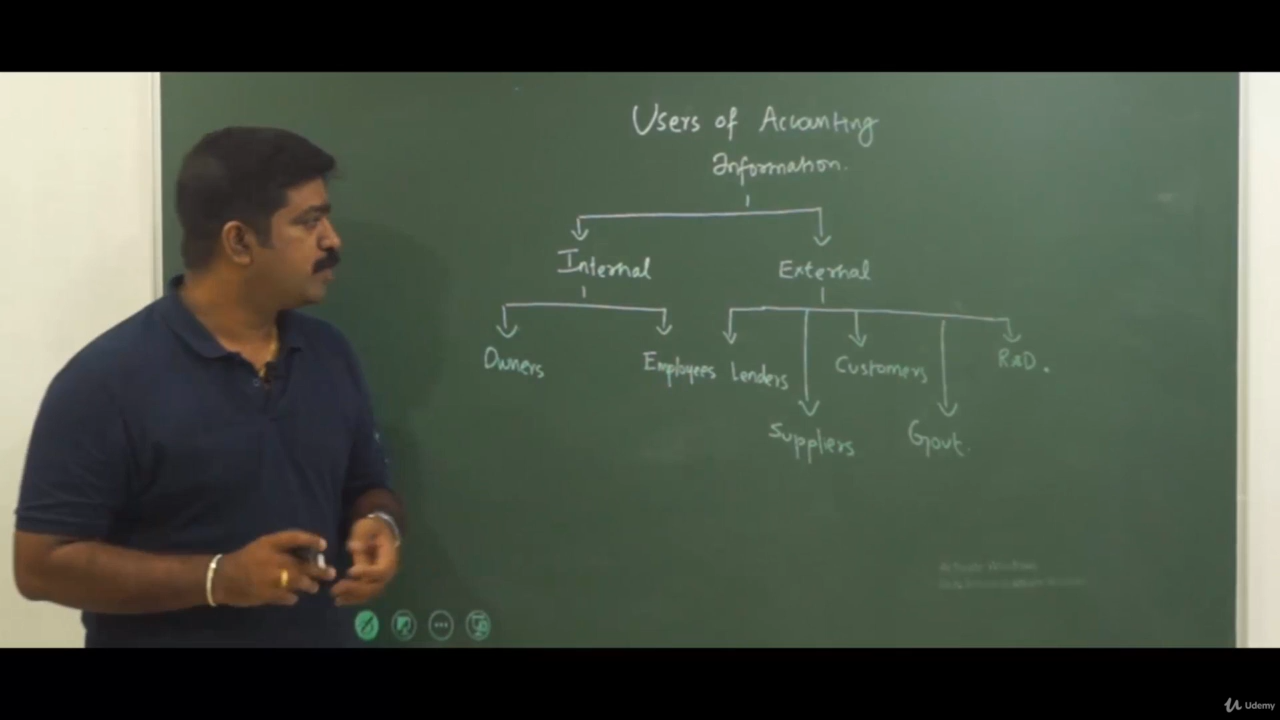 Users of Accounting
Information.
Internal External
Owners Employees Lenders Customers R&D.
Suppliers Govt.
Udemy